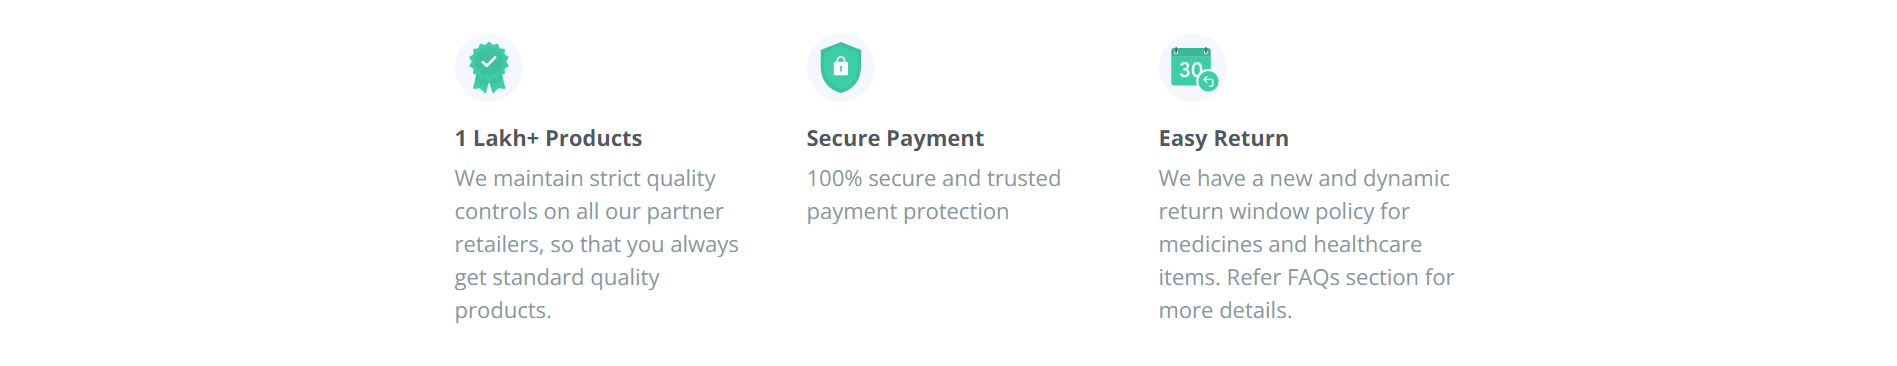 30
1 Lakh+ Products
We maintain strict quality
controls on all our partner
retailers, so that you always
get standard quality
products.
Secure Payment
100% secure and trusted
payment protection
Easy Return
We have a new and dynamic
return window policy for
medicines and healthcare
items. Refer FAQs section for
more details.